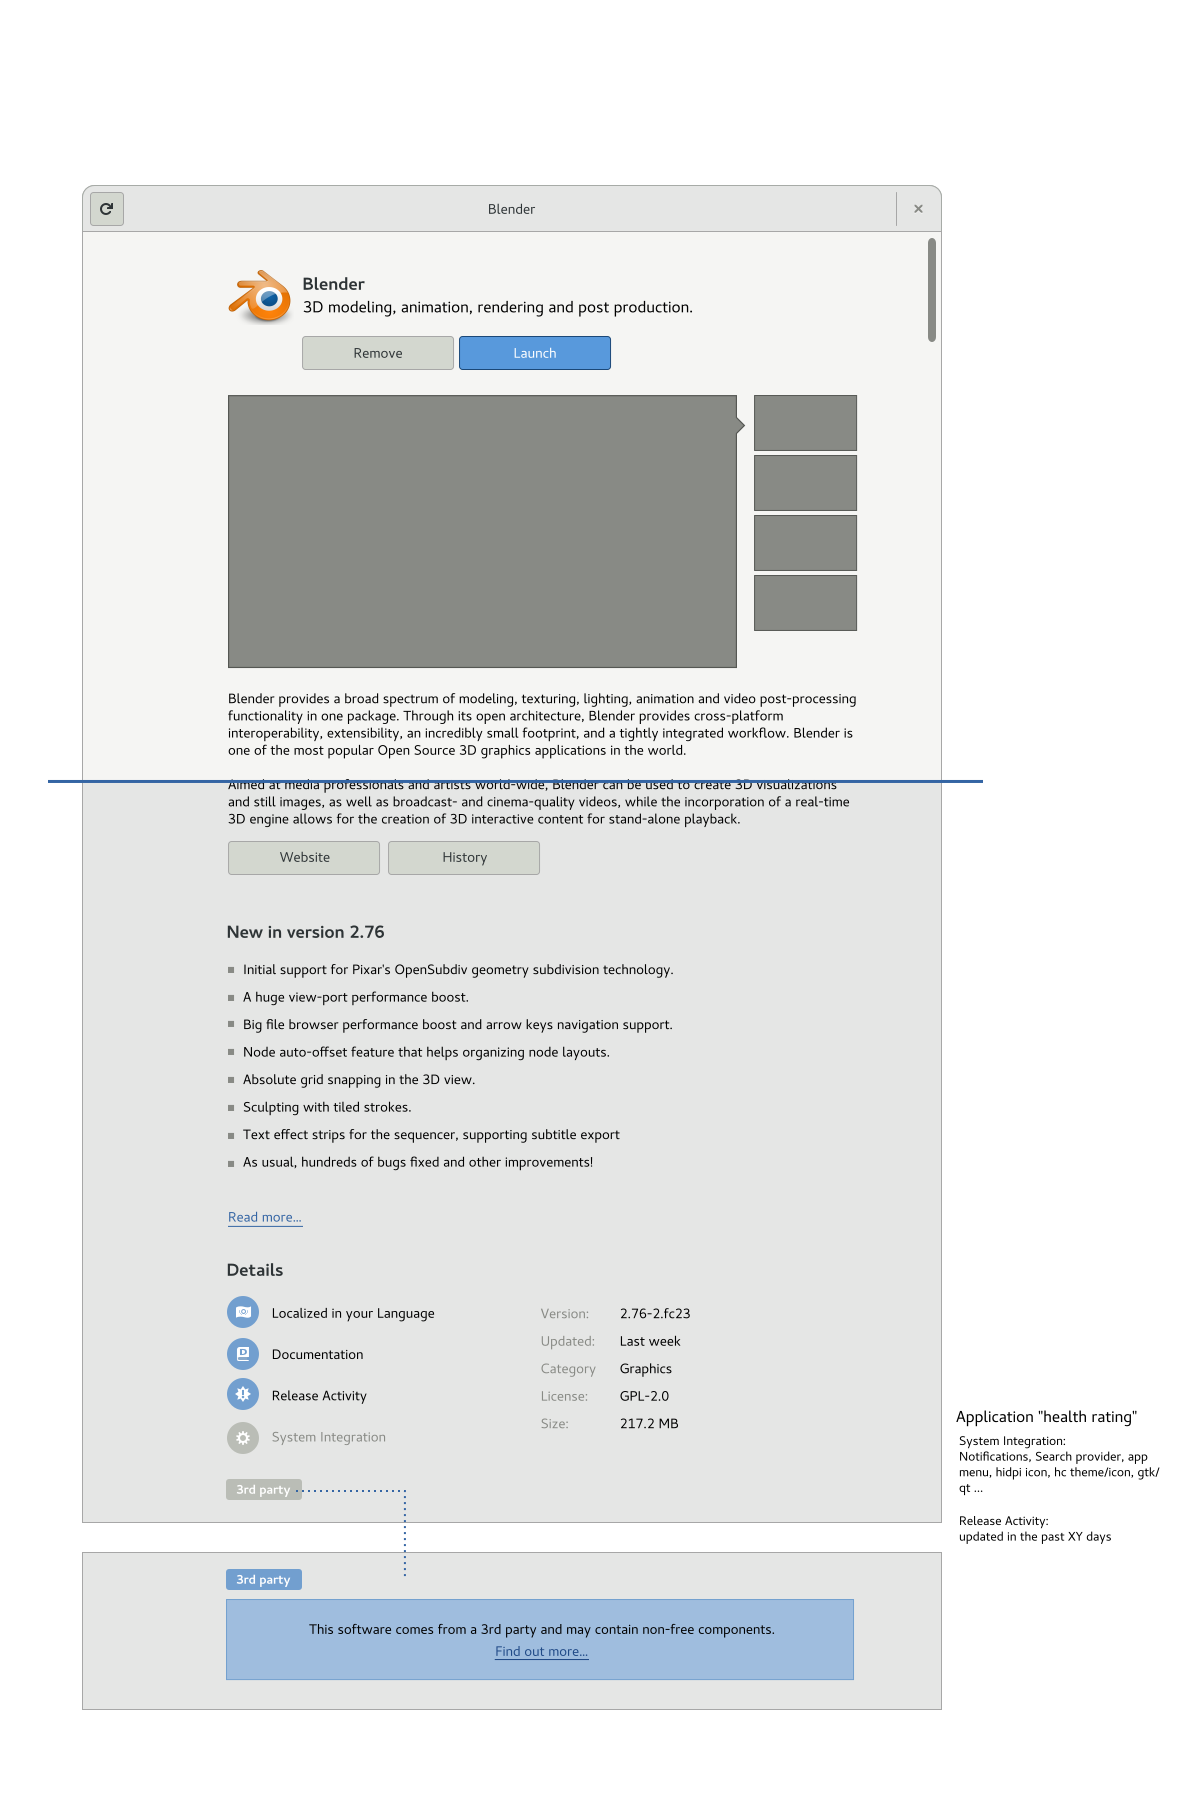 Blender
Blender
3D modeling, animation, rendering and post production.
Remove
Launch
Blender provides a broad spectrum of modeling, texturing, lighting, animation and video post-processing
functionality in one package. Through its open architecture, Blender provides cross-platform
interoperability, extensibility, an incredibly small footprint, and a tightly integrated workflow. Blender is
one of the most popular Open Source 3D graphics applications in the world.
Aimed at media professionals and artists world-wide, Blender can be used to create 3D visualizations
and still images, as well as broadcast- and cinema-quality videos, while the incorporation of a real-time
3D engine allows for the creation of 3D interactive content for stand-alone playback.
Website
History
New in version 2.76
Initial support for Pixar's OpenSubdiv geometry subdivision technology.
A huge view-port performance boost.
Big file browser performance boost and arrow keys navigation support.
Node auto-offset feature that helps organizing node layouts.
Absolute grid snapping in the 3D view.
Sculpting with tiled strokes.
Text effect strips for the sequencer, supporting subtitle export
As usual, hundreds of bugs fixed and other improvements!
Read more...
Details
Localized in your Language
Documentation
Release Activity
System Integration
Version: 2.76-2.fc23
Updated: Last week
Category Graphics
License: GPL-2.0
Size: 217.2 MB
3rd party
Application "health rating"
System Integration:
Notifications, Search provider, app
menu, hidpi icon, hc theme/icon, gtk/
qt ...
Release Activity:
updated in the past XY days
3rd party
This software comes from a 3rd party and may contain non-free components.
Find out more...